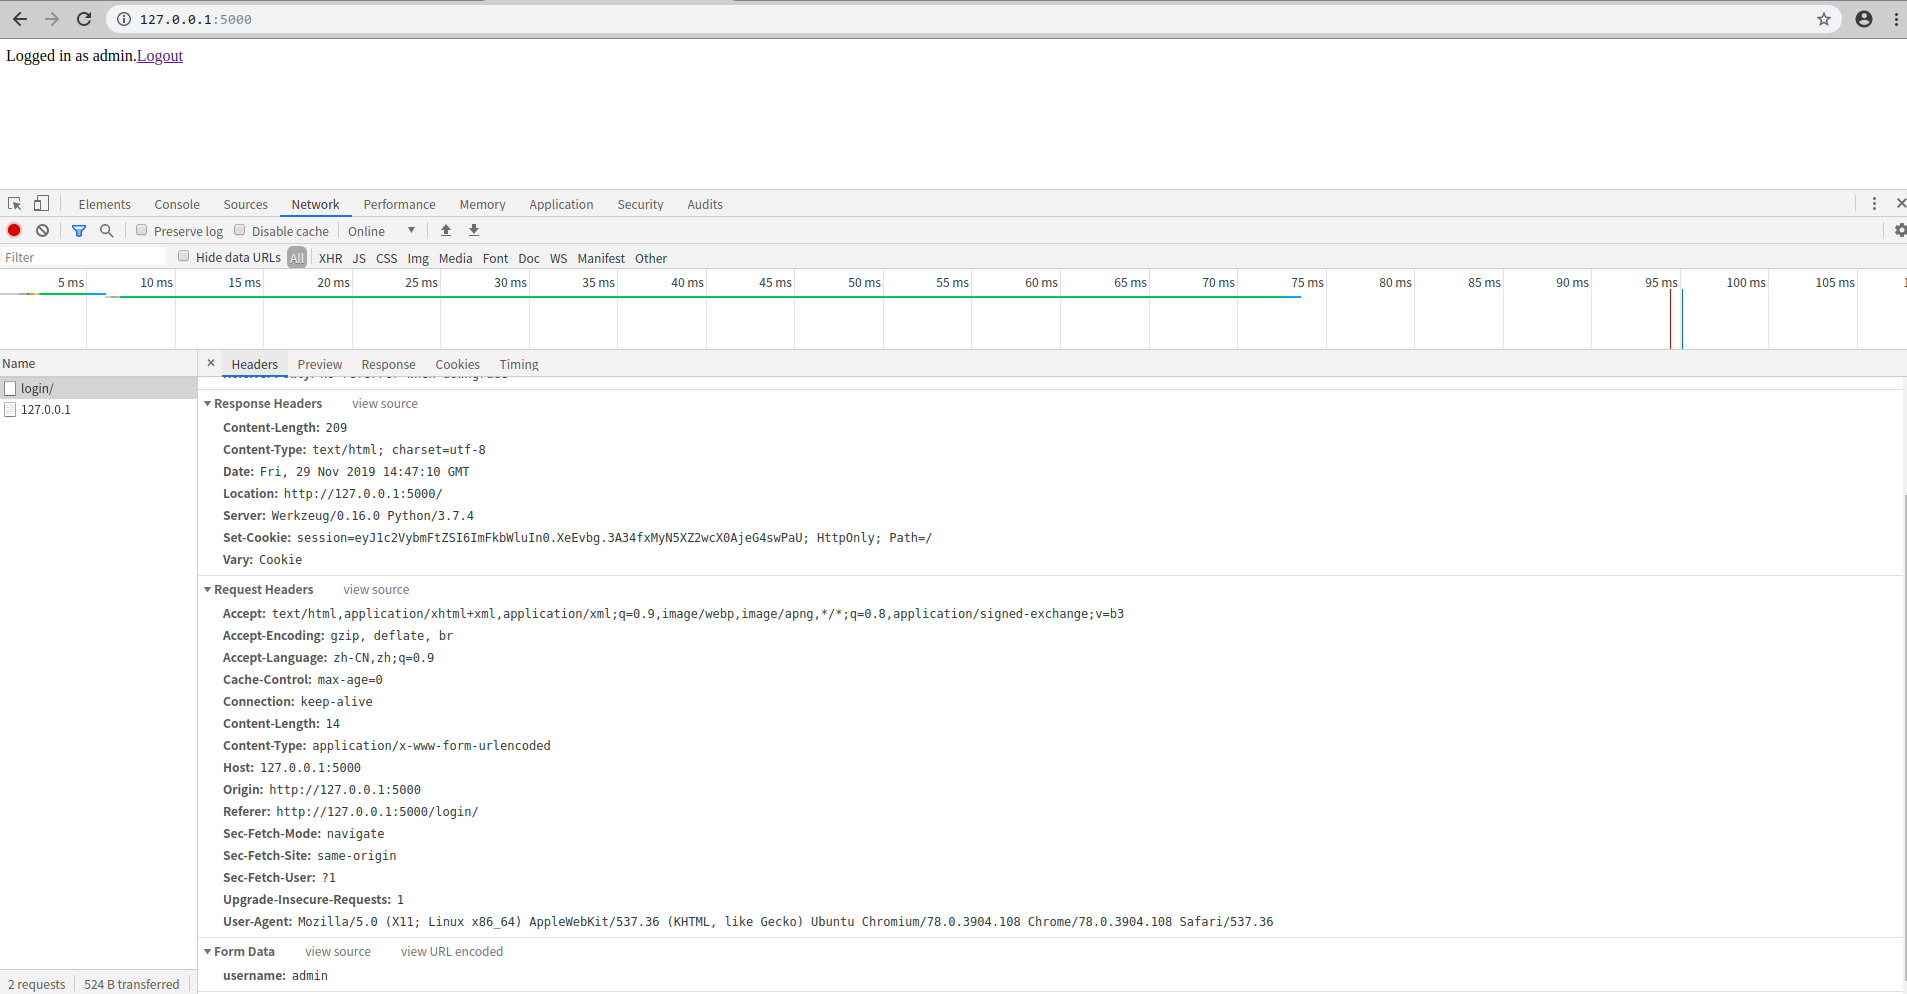 127.0.0.1:5000
Logged in as admin.Logout
Elements Console Sources Network Performance Memory Application Security Audits
Preserve log Disable cache Online
Filter Hide data URLs All XHR JS CSS Img Media Font Doc WS Manifest Other
5 ms 10 ms 15 ms 20 ms 25 ms 30 ms 35 ms 40 ms 45 ms 50 ms 55 ms 60 ms 65 ms 70 ms 75 ms 80 ms 85 ms 90 ms 95 ms 100 ms 105 ms
Name
login/
127.0.0.1
2 requests 524 B transferred
× Headers Preview Response Cookies Timing
Response Headers view source
Content-Length: 209
Content-Type: text/html; charset=utf-8
Date: Fri, 29 Nov 2019 14:47:10 GMT
Location: http://127.0.0.1:5000/
Server: Werkzeug/0.16.0 Python/3.7.4
Set-Cookie: session=eyJ1c2VybmFtZSI6ImFkbWluIn0.XeEvbg.3A34fxMyN5XZ2wcX0AjeG4swPaU; HttpOnly; Path=/
Vary: Cookie
Request Headers view source
Accept: text/html,application/xhtml+xml,application/xml;q=0.9,image/webp,image/apng,*/*;q=0.8,application/signed-exchange;v=b3
Accept-Encoding: gzip, deflate, br
Accept-Language: zh-CN,zh;q=0.9
Cache-Control: max-age=0
Connection: keep-alive
Content-Length: 14
Content-Type: application/x-www-form-urlencoded
Host: 127.0.0.1:5000
Origin: http://127.0.0.1:5000
Referer: http://127.0.0.1:5000/login/
Sec-Fetch-Mode: navigate
Sec-Fetch-Site: same-origin
Sec-Fetch-User: ?1
Upgrade-Insecure-Requests: 1
User-Agent: Mozilla/5.0 (X11; Linux x86_64) AppleWebKit/537.36 (KHTML, like Gecko) Ubuntu Chromium/78.0.3904.108 Chrome/78.0.3904.108 Safari/537.36
Form Data view source view URL encoded
username: admin